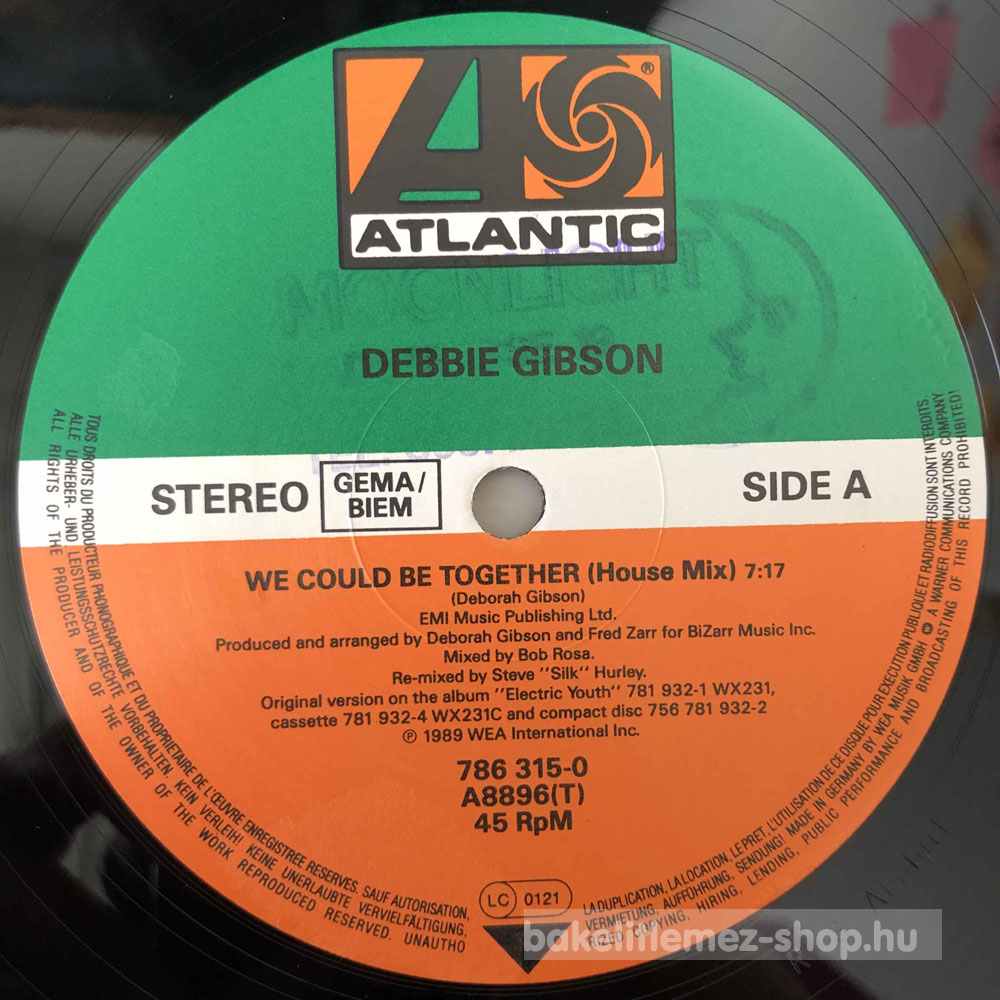 ®
ATLANTIC
MOONLIGHT
DEBBIE GIBSON
STEREO
GEMA/
BIEM
SIDE A
WE COULD BE TOGETHER (House Mix) 7:17
(Deborah Gibson)
EMI Music Publishing Ltd.
Produced and arranged by Deborah Gibson and Fred Zarr for BiZarr Music Inc.
Mixed by Bob Rosa.
Re-mixed by Steve "Silk" Hurley.
Original version on the album "Electric Youth" 781 932-1 WX231,
cassette 781 932-4 WX231C and compact disc 756 781 932-2
℗ 1989 WEA International Inc.
786 315-0
A8896(T)
45 RpM
LC 0121
TOUS DROITS DU PRODUCTEUR PHONOGRAPHIQUE ET DU PROPRIETAIRE DE L'ŒUVRE ENREGISTREE RESERVES. SAUF AUTORISATION,
LA DUPLICATION, LA LOCATION, LE PRET, L'UTILISATION DE CE DISQUE POUR EXECUTION PUBLIQUE ET RADIODIFFUSION SONT INTERDITS.
ALLE URHEBER- UND LEISTUNGSSCHUTZRECHTE VORBEHALTEN. KEIN VERLEIH! KEINE UNERLAUBTE VERVIELFÄLTIGUNG,
VERMIETUNG, AUFFÜHRUNG, SENDUNG! MADE IN GERMANY BY WEA MUSIK GMBH A WARNER COMMUNICATIONS COMPANY
ALL RIGHTS OF THE PRODUCER AND OF THE OWNER OF THE WORK REPRODUCED RESERVED. UNAUTHO
RIZED COPYING, HIRING, LENDING, PUBLIC PERFORMANCE AND BROADCASTING OF THIS RECORD PROHIBITED!
bakelitlemez-shop.hu